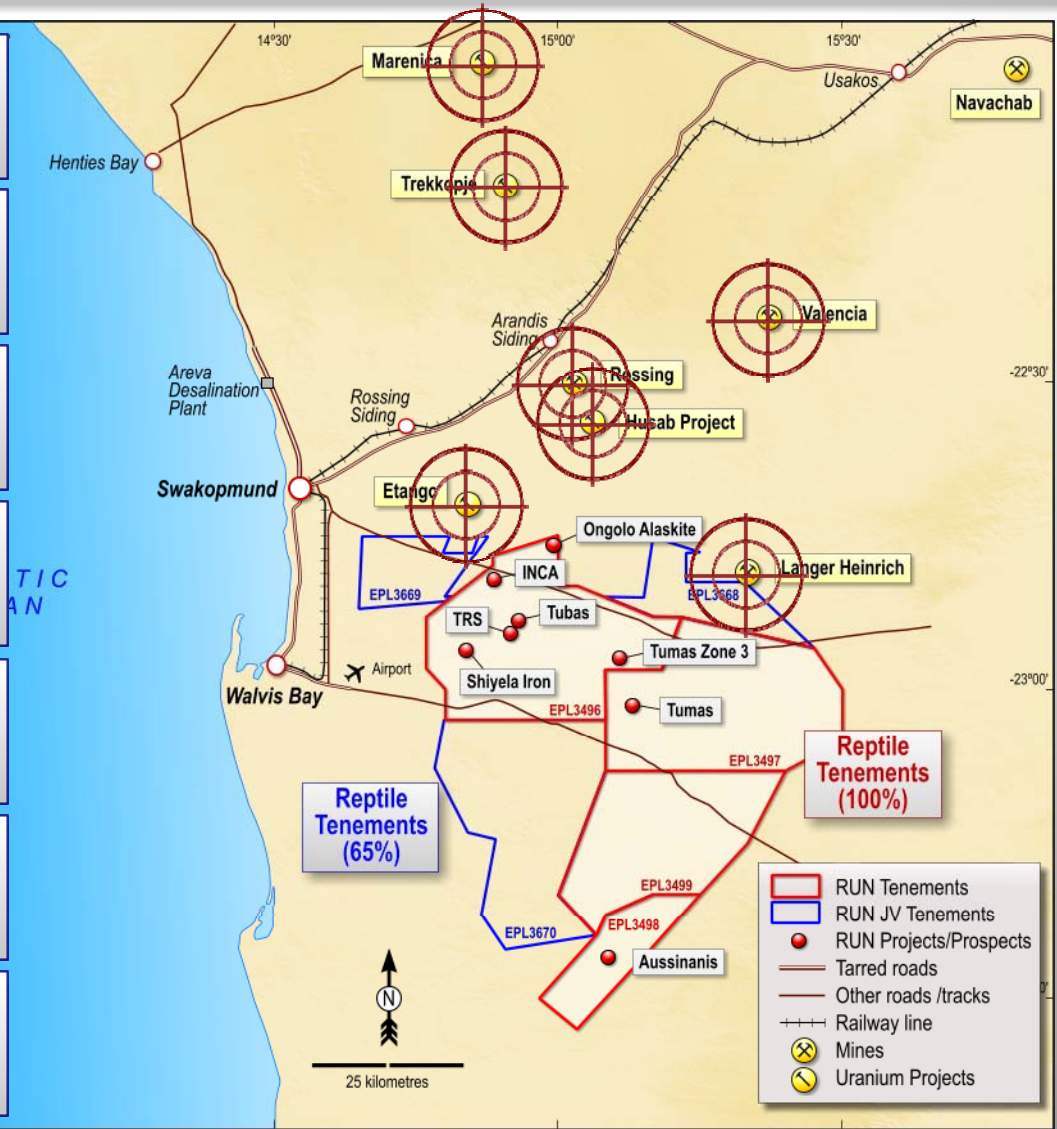 14°30'
15°00'
15°30'
Marenica
Usakos
Navachab
Henties Bay
Trekkopje
Arandis
Siding
Valencia
Areva
Desalination
Plant
Rossing
Siding
Rossing
-22°30'
Husab Project
Swakopmund
Etango
Ongolo Alaskite
TIC
AN
INCA
Langer Heinrich
EPL3669
EPL3668
TRS
Tubas
Tumas Zone 3
Airport
Shiyela Iron
Walvis Bay
-23°00'
EPL3496
Tumas
EPL3497
Reptile
Tenements
(100%)
Reptile
Tenements
(65%)
EPL3499
EPL3498
EPL3670
Aussinanis
N
25 kilometres
RUN Tenements
RUN JV Tenements
RUN Projects/Prospects
Tarred roads
Other roads /tracks
Railway line
Mines
Uranium Projects